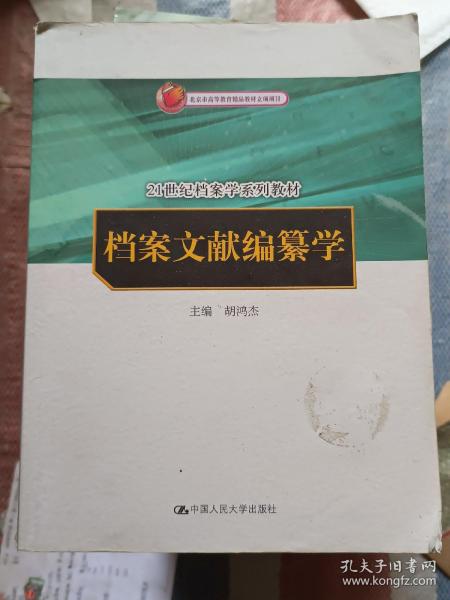 北京市高等教育精品教材立项项目
21世纪档案学系列教材
档案文献编纂学
主编 胡鸿杰
中国人民大学出版社
孔夫子旧书网
www.kongfz.com